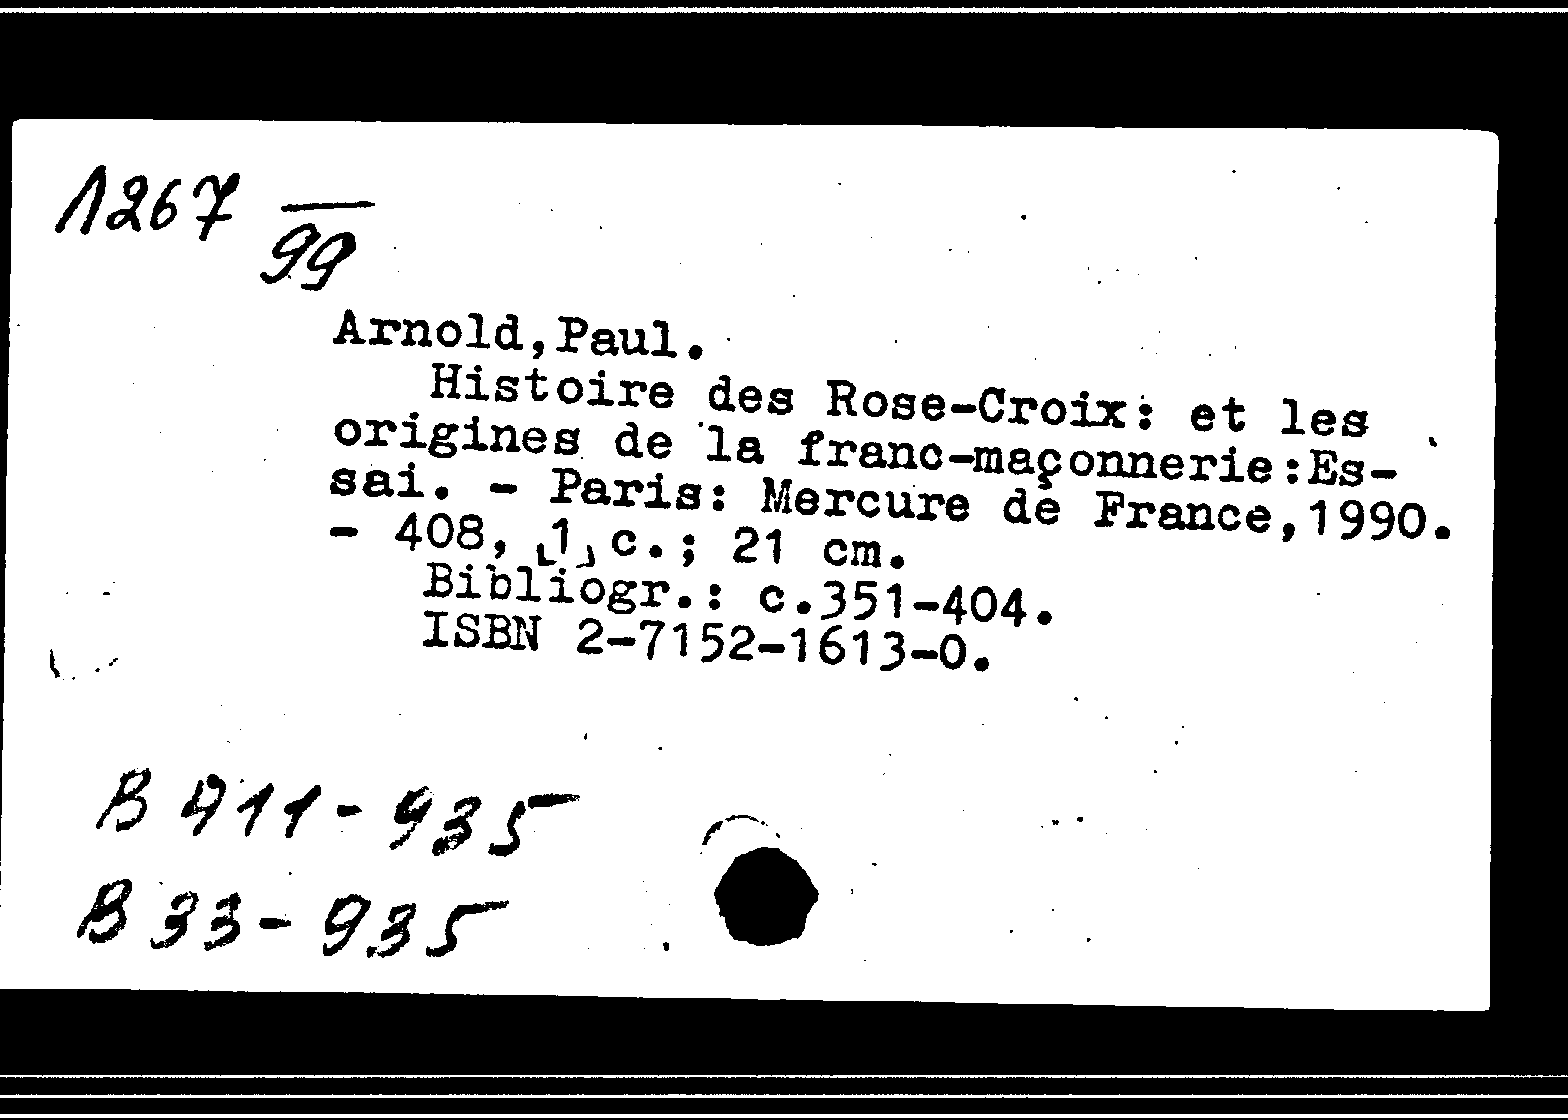 1267
99
Arnold,Paul.
Histoire des Rose-Croix: et les
origines de la franc-maçonnerie:Es-
sai. - Paris: Mercure de France,1990.
- 408, [1] c.; 21 cm.
Bibliogr.: c.351-404.
ISBN 2-7152-1613-0.
B 411-935
B 33-935